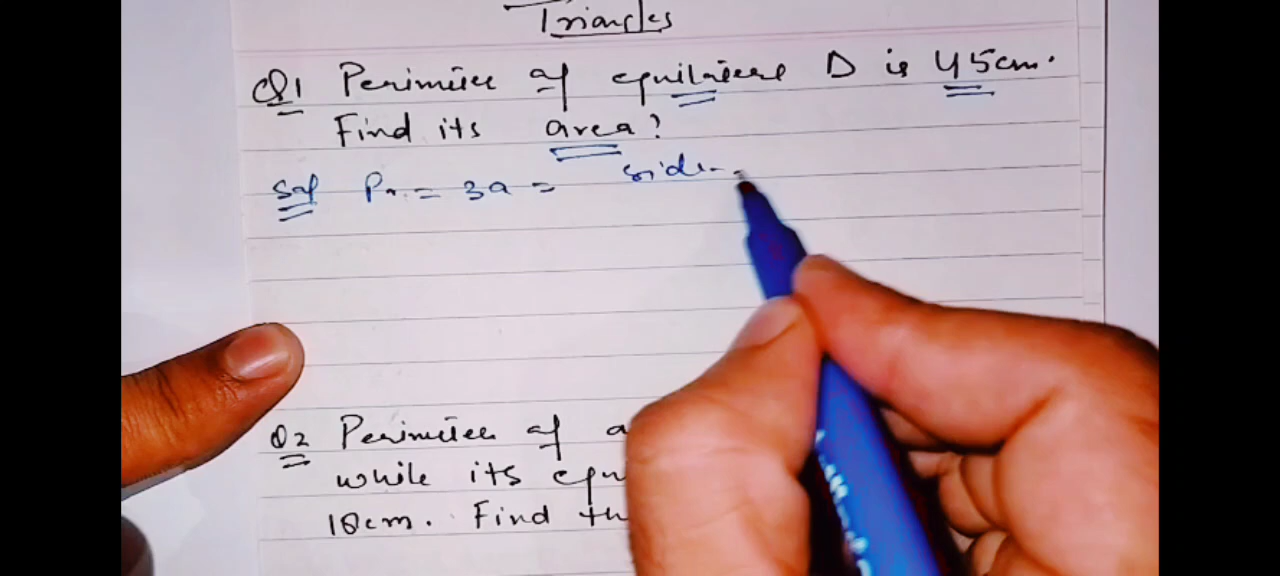 Triangles
Q1 Perimeter of equilateral Δ is 45cm.
Find its area?
Sol Pr. = 3a = side =
Q2 Perimeter of a
while its equ
10cm. Find th